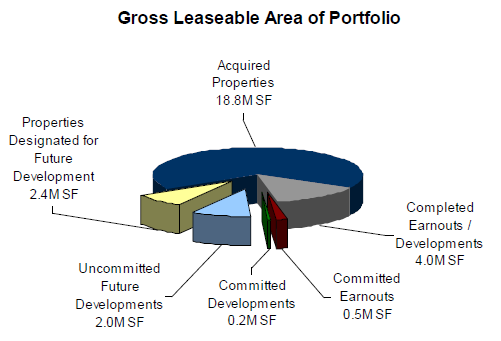 Gross Leaseable Area of Portfolio
Acquired
Properties
18.8M SF
Properties
Designated for
Future
Development
2.4M SF
Completed
Earnouts /
Developments
4.0M SF
Uncommitted
Future
Developments
2.0M SF
Committed
Developments
0.2M SF
Committed
Earnouts
0.5M SF